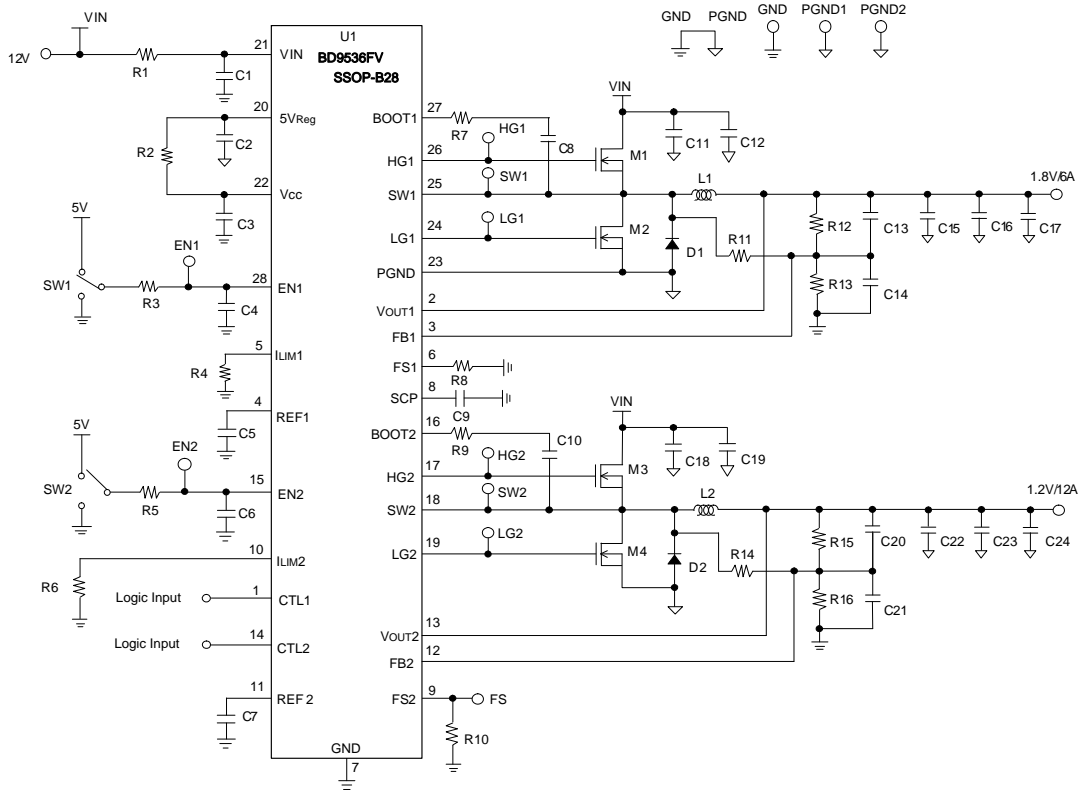 VIN
12V
R1
C1
R2
C2
C3
5V
SW1
EN1
R3
C4
R4
C5
5V
SW2
EN2
R5
C6
R6
Logic Input
Logic Input
C7
U1
BD9536FV
SSOP-B28
21 VIN
20 5VReg
22 Vcc
28 EN1
5 ILIM1
4 REF1
15 EN2
10 ILIM2
1 CTL1
14 CTL2
11 REF2
GND
7
BOOT1 27
HG1 26
SW1 25
LG1 24
PGND 23
VOUT1 2
FB1 3
FS1 6
SCP 8
BOOT2 16
HG2 17
SW2 18
LG2 19
VOUT2 13
FB2 12
FS2 9
GND PGND GND PGND1 PGND2
VIN
R7
HG1
C8
C11
C12
M1
SW1
L1
1.8V/6A
LG1
M2
D1
R11
R12
C13
C15
C16
C17
R13
C14
R8
C9
VIN
R9
C10
HG2
C18
C19
M3
SW2
L2
1.2V/12A
LG2
M4
D2
R14
R15
C20
C22
C23
C24
R16
C21
FS
R10